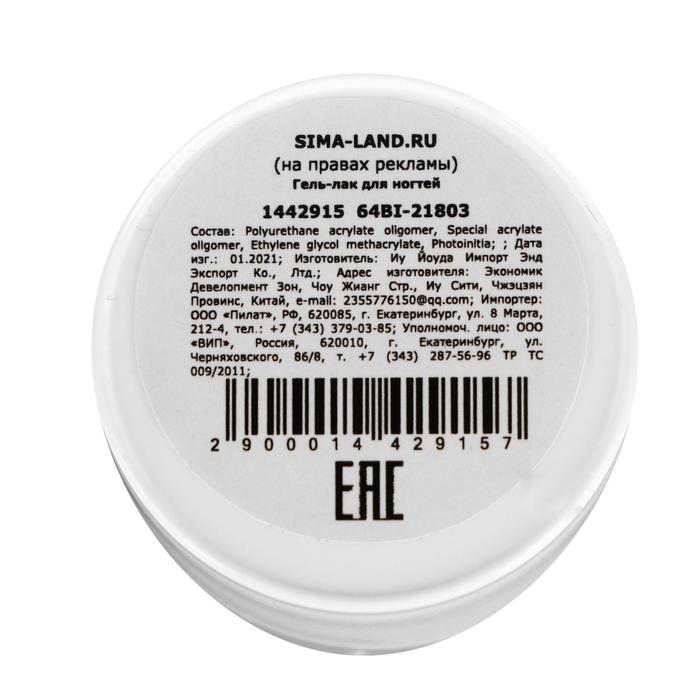 SIMA-LAND.RU
(на правах рекламы)
Гель-лак для ногтей
1442915 64BI-21803
Состав: Polyurethane acrylate oligomer, Special acrylate
oligomer, Ethylene glycol methacrylate, Photoinitia; ; Дата
изг.: 01.2021; Изготовитель: Иу Йоуда Импорт Энд
Экспорт Ко., Лтд.; Адрес изготовителя: Экономик
Девелопмент Зон, Чоу Жианг Стр., Иу Сити, Чжэцзян
Провинс, Китай, e-mail: 2355776150@qq.com; Импортер:
ООО «Пилат», РФ, 620085, г. Екатеринбург, ул. 8 Марта,
212-4, тел.: +7 (343) 379-03-85; Уполномоч. лицо: ООО
«ВИП», Россия, 620010, г. Екатеринбург, ул.
Черняховского, 86/8, т. +7 (343) 287-56-96 ТР ТС
009/2011;
2 900014 429157
EAC